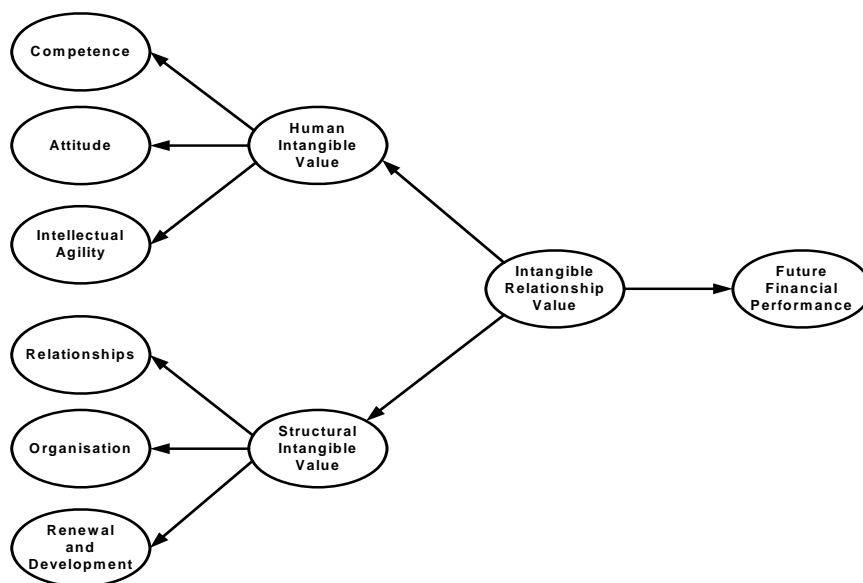 Competence
Attitude
Intellectual
Agility
Human
Intangible
Value
Intangible
Relationship
Value
Future
Financial
Performance
Relationships
Organisation
Renewal
and
Development
Structural
Intangible
Value